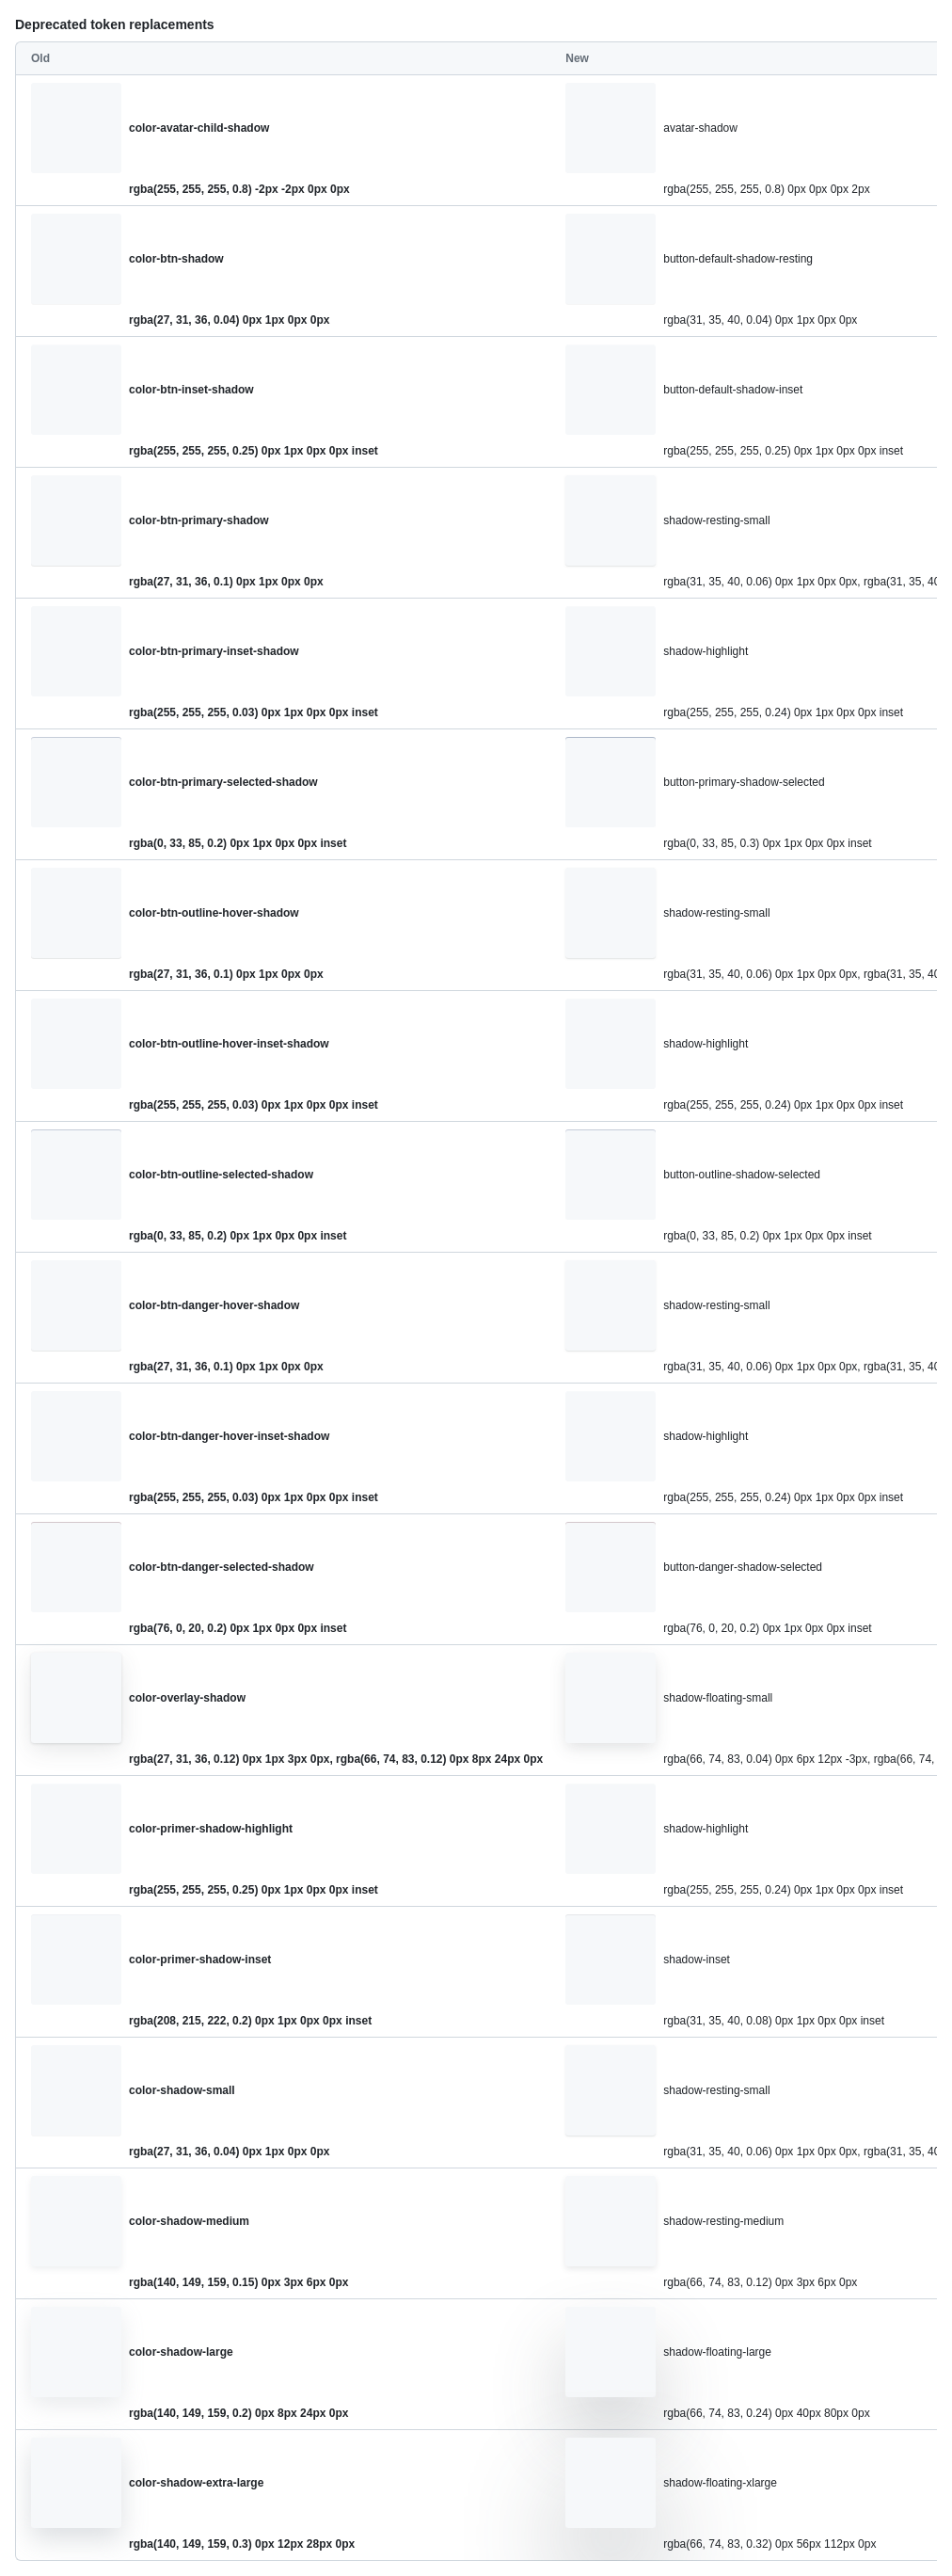 Deprecated token replacements
Old New
color-avatar-child-shadow avatar-shadow
rgba(255, 255, 255, 0.8) -2px -2px 0px 0px rgba(255, 255, 255, 0.8) 0px 0px 0px 2px
color-btn-shadow button-default-shadow-resting
rgba(27, 31, 36, 0.04) 0px 1px 0px 0px rgba(31, 35, 40, 0.04) 0px 1px 0px 0px
color-btn-inset-shadow button-default-shadow-inset
rgba(255, 255, 255, 0.25) 0px 1px 0px 0px inset rgba(255, 255, 255, 0.25) 0px 1px 0px 0px inset
color-btn-primary-shadow shadow-resting-small
rgba(27, 31, 36, 0.1) 0px 1px 0px 0px rgba(31, 35, 40, 0.06) 0px 1px 0px 0px, rgba(31, 35, 40
color-btn-primary-inset-shadow shadow-highlight
rgba(255, 255, 255, 0.03) 0px 1px 0px 0px inset rgba(255, 255, 255, 0.24) 0px 1px 0px 0px inset
color-btn-primary-selected-shadow button-primary-shadow-selected
rgba(0, 33, 85, 0.2) 0px 1px 0px 0px inset rgba(0, 33, 85, 0.3) 0px 1px 0px 0px inset
color-btn-outline-hover-shadow shadow-resting-small
rgba(27, 31, 36, 0.1) 0px 1px 0px 0px rgba(31, 35, 40, 0.06) 0px 1px 0px 0px, rgba(31, 35, 40
color-btn-outline-hover-inset-shadow shadow-highlight
rgba(255, 255, 255, 0.03) 0px 1px 0px 0px inset rgba(255, 255, 255, 0.24) 0px 1px 0px 0px inset
color-btn-outline-selected-shadow button-outline-shadow-selected
rgba(0, 33, 85, 0.2) 0px 1px 0px 0px inset rgba(0, 33, 85, 0.2) 0px 1px 0px 0px inset
color-btn-danger-hover-shadow shadow-resting-small
rgba(27, 31, 36, 0.1) 0px 1px 0px 0px rgba(31, 35, 40, 0.06) 0px 1px 0px 0px, rgba(31, 35, 40
color-btn-danger-hover-inset-shadow shadow-highlight
rgba(255, 255, 255, 0.03) 0px 1px 0px 0px inset rgba(255, 255, 255, 0.24) 0px 1px 0px 0px inset
color-btn-danger-selected-shadow button-danger-shadow-selected
rgba(76, 0, 20, 0.2) 0px 1px 0px 0px inset rgba(76, 0, 20, 0.2) 0px 1px 0px 0px inset
color-overlay-shadow shadow-floating-small
rgba(27, 31, 36, 0.12) 0px 1px 3px 0px, rgba(66, 74, 83, 0.12) 0px 8px 24px 0px rgba(66, 74, 83, 0.04) 0px 6px 12px -3px, rgba(66, 74,
color-primer-shadow-highlight shadow-highlight
rgba(255, 255, 255, 0.25) 0px 1px 0px 0px inset rgba(255, 255, 255, 0.24) 0px 1px 0px 0px inset
color-primer-shadow-inset shadow-inset
rgba(208, 215, 222, 0.2) 0px 1px 0px 0px inset rgba(31, 35, 40, 0.08) 0px 1px 0px 0px inset
color-shadow-small shadow-resting-small
rgba(27, 31, 36, 0.04) 0px 1px 0px 0px rgba(31, 35, 40, 0.06) 0px 1px 0px 0px, rgba(31, 35, 40
color-shadow-medium shadow-resting-medium
rgba(140, 149, 159, 0.15) 0px 3px 6px 0px rgba(66, 74, 83, 0.12) 0px 3px 6px 0px
color-shadow-large shadow-floating-large
rgba(140, 149, 159, 0.2) 0px 8px 24px 0px rgba(66, 74, 83, 0.24) 0px 40px 80px 0px
color-shadow-extra-large shadow-floating-xlarge
rgba(140, 149, 159, 0.3) 0px 12px 28px 0px rgba(66, 74, 83, 0.32) 0px 56px 112px 0px